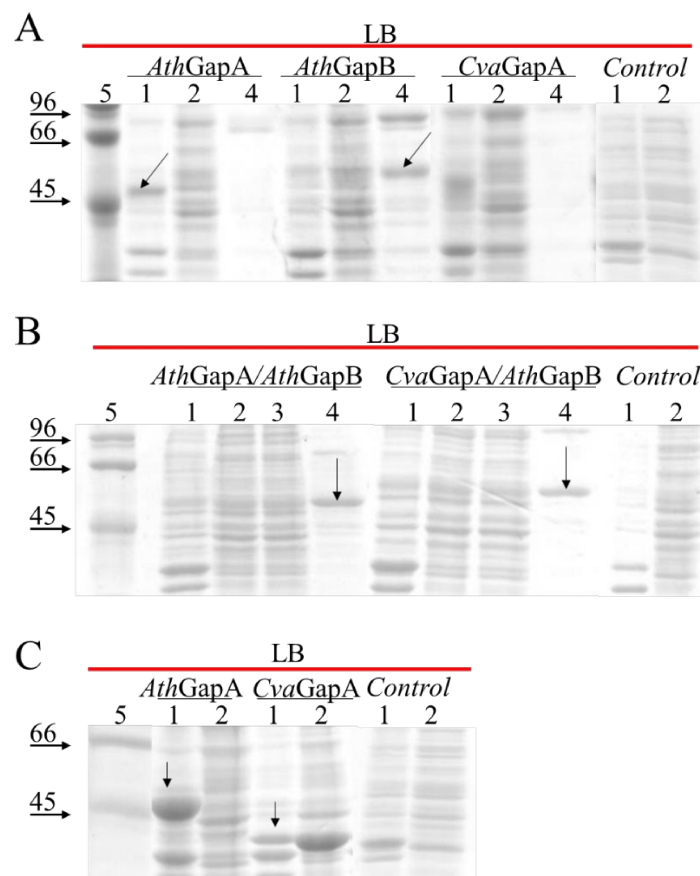 A
LB
AthGapA AthGapB CvaGapA Control
5 1 2 4 1 2 4 1 2 4 1 2
96
66
45
B
LB
AthGapA/AthGapB CvaGapA/AthGapB Control
5 1 2 3 4 1 2 3 4 1 2
96
66
45
C
LB
AthGapA CvaGapA Control
5 1 2 1 2 1 2
66
45